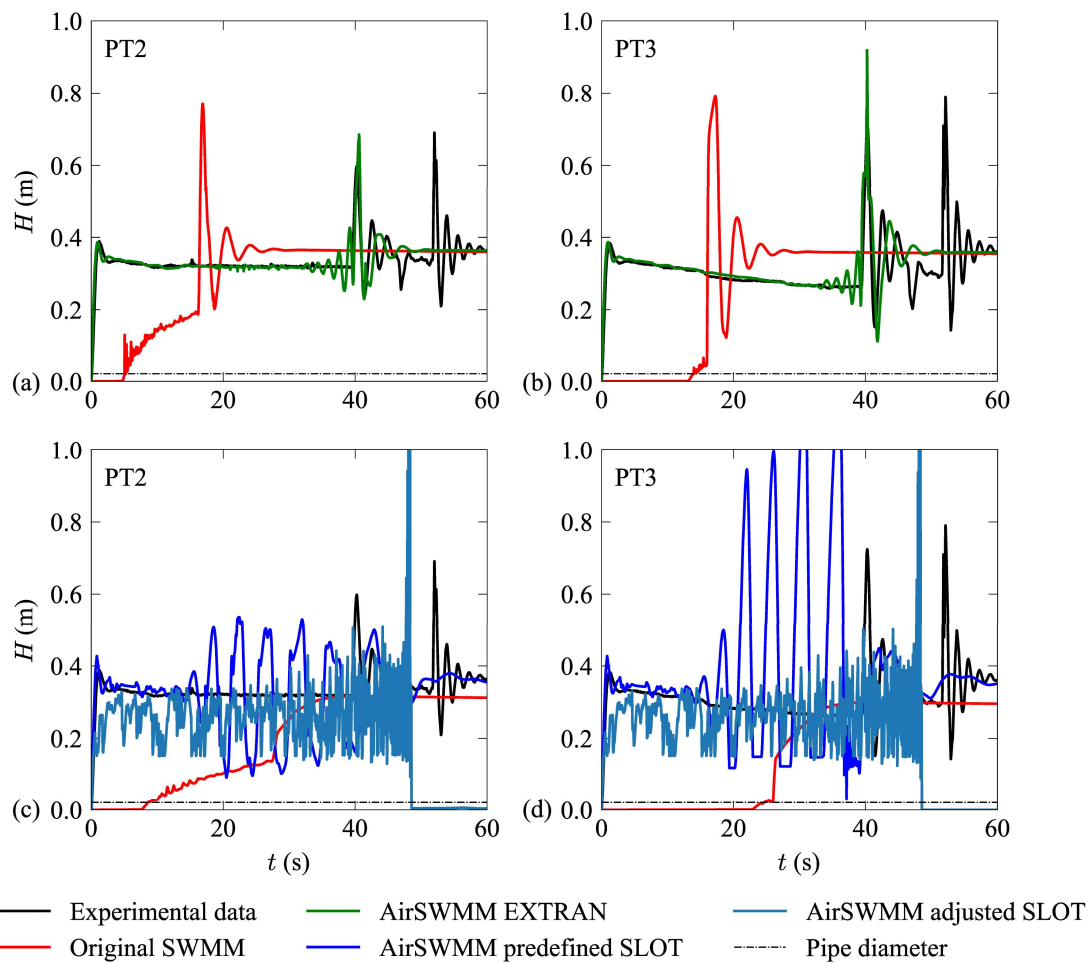 1.0 1.0
PT2 PT3
0.8 0.8
0.6 0.6
H (m)
0.4 0.4
0.2 0.2
(a) 0.0 (b) 0.0
0 20 40 60 0 20 40 60
1.0 1.0
PT2 PT3
0.8 0.8
0.6 0.6
H (m)
0.4 0.4
0.2 0.2
(c) 0.0 (d) 0.0
0 20 40 60 0 20 40 60
t (s) t (s)
Experimental data AirSWMM EXTRAN AirSWMM adjusted SLOT
Original SWMM AirSWMM predefined SLOT Pipe diameter